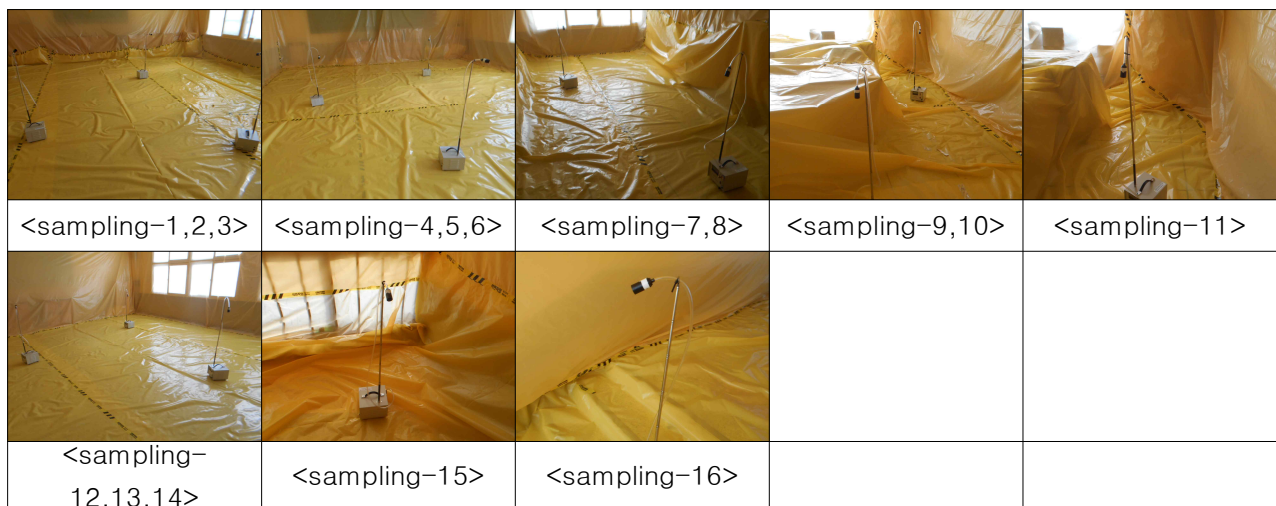 <sampling-1,2,3>
<sampling-4,5,6>
<sampling-7,8>
<sampling-9,10>
<sampling-11>
<sampling-
12,13,14>
<sampling-15>
<sampling-16>